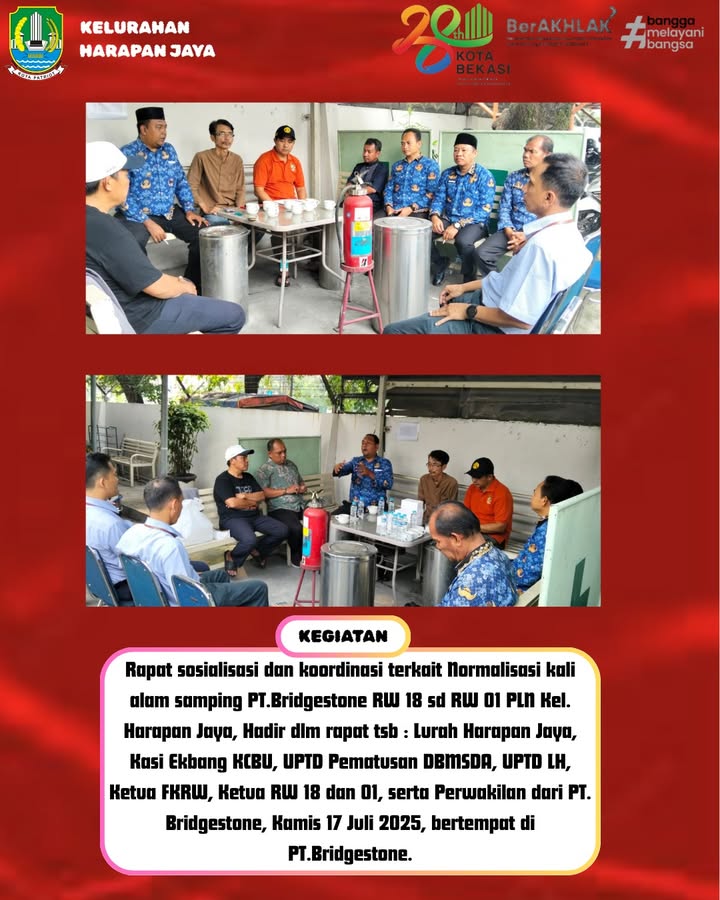 KELURAHAN
HARAPAN JAYA
KOTA PATRIOT
28th
KOTA
BEKASI
BerAKHLAK
#bangga
melayani
bangsa
KEGIATAN
Rapat sosialisasi dan koordinasi terkait Normalisasi kali
alam samping PT.Bridgestone RW 18 sd RW 01 PLN Kel.
Harapan Jaya, Hadir dlm rapat tsb : Lurah Harapan Jaya,
Kasi Ekbang KCBU, UPTD Pematusan DBMSDA, UPTD LH,
Ketua FKRW, Ketua RW 18 dan 01, serta Perwakilan dari PT.
Bridgestone, Kamis 17 Juli 2025, bertempat di
PT.Bridgestone.